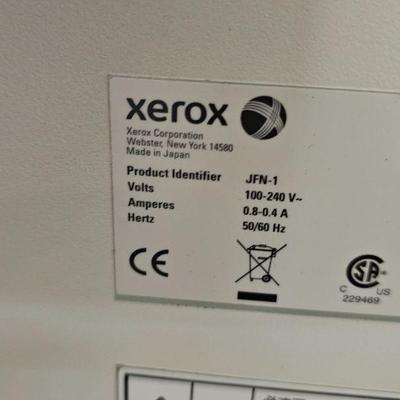 xerox
Xerox Corporation
Webster, New York 14580
Made in Japan
Product Identifier JFN-1
Volts 100-240 V~
Amperes 0.8-0.4 A
Hertz 50/60 Hz
CE
SA
C US
229469